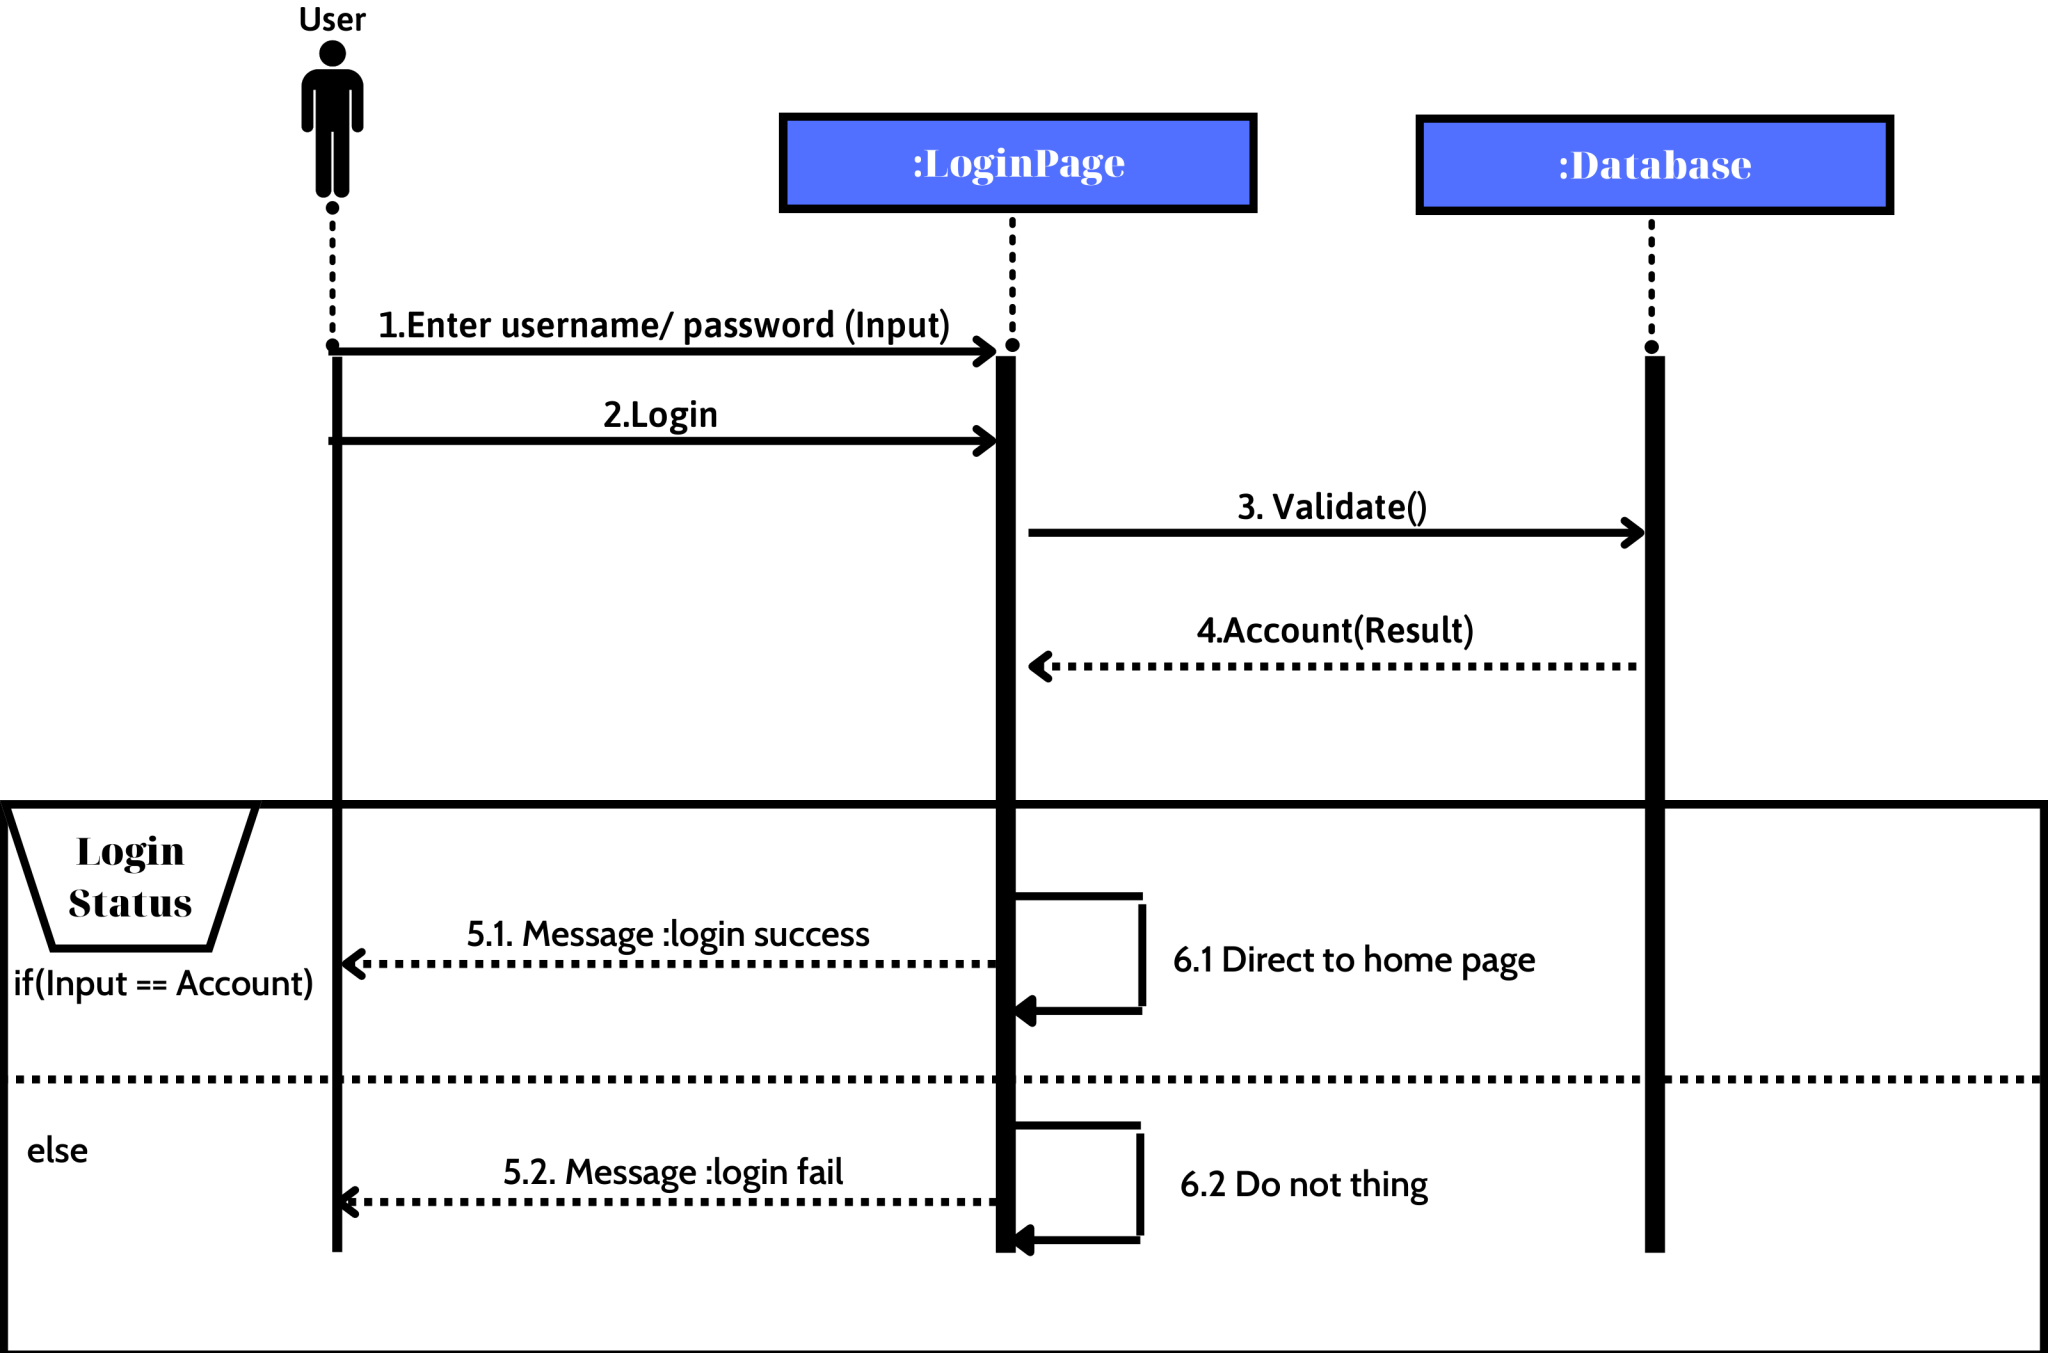 User
:LoginPage
:Database
1.Enter username/ password (Input)
2.Login
3. Validate()
4.Account(Result)
Login
Status
5.1. Message :login success
6.1 Direct to home page
if(Input == Account)
else
5.2. Message :login fail
6.2 Do not thing